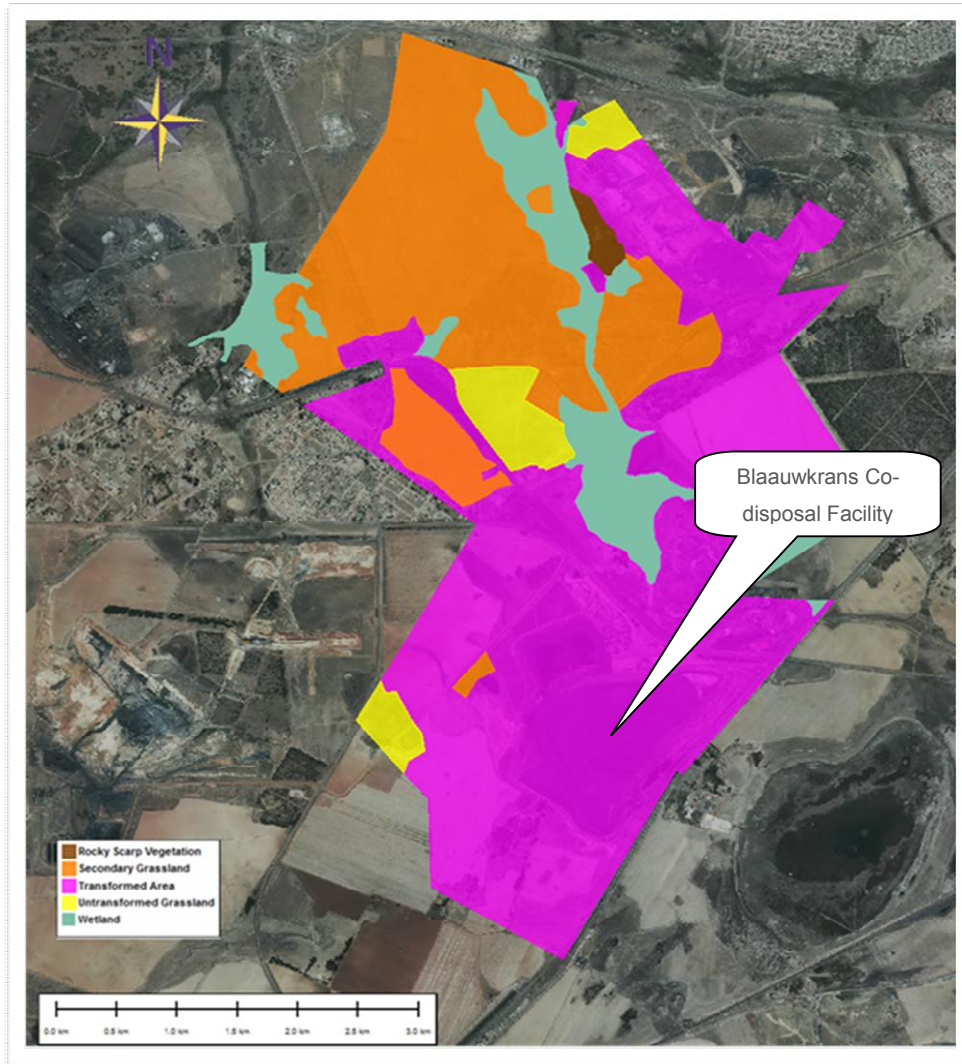 N
Blaauwkrans Co-
disposal Facility
Rocky Scarp Vegetation
Secondary Grassland
Transformed Area
Untransformed Grassland
Wetland
0.0 km 0.5 km 1.0 km 1.5 km 2.0 km 2.5 km 3.0 km